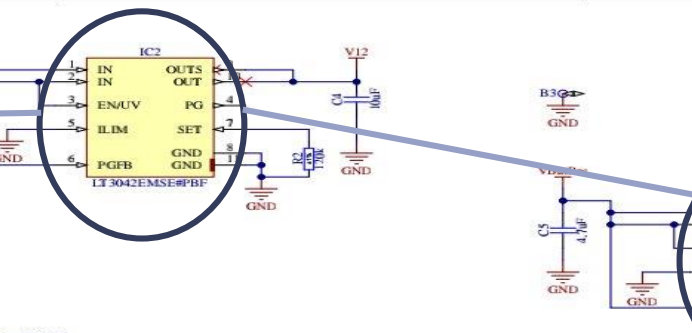 IC2
1 IN OUTS
2 IN OUT
3 EN/UV PG 4
5 ILIM SET 7
GND 8
6 PGFB GND 11
LT3042EMSE#PBF
V12
C4 10uF
R2
GND
GND
GND
B3
GND
C5 4,7uF
GND
GND